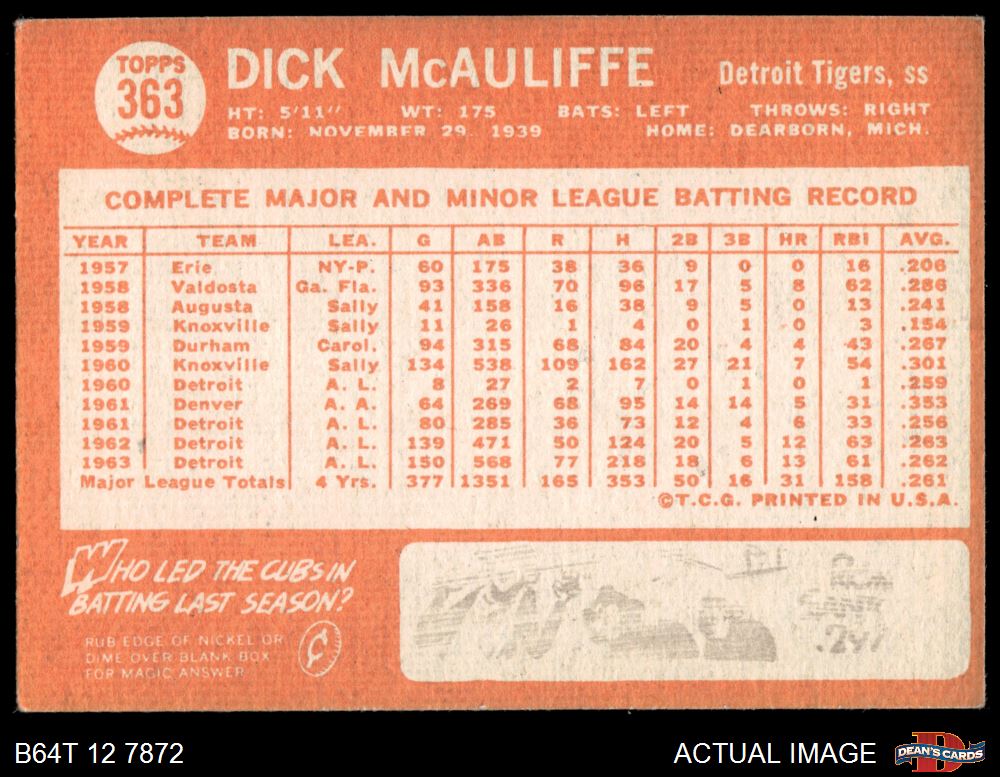 TOPPS
363
DICK McAULIFFE
Detroit Tigers, ss
HT: 5'11" WT: 175 BATS: LEFT THROWS: RIGHT
BORN: NOVEMBER 29, 1939 HOME: DEARBORN, MICH.
COMPLETE MAJOR AND MINOR LEAGUE BATTING RECORD
YEAR TEAM LEA. G AB R H 2B 3B HR RBI AVG.
1957 Erie NY-P. 60 175 38 36 9 0 0 16 .206
1958 Valdosta Ga. Fla. 93 336 70 96 17 5 8 62 .286
1958 Augusta Sally 41 158 16 38 9 5 0 13 .241
1959 Knoxville Sally 11 26 1 4 0 1 0 3 .154
1959 Durham Carol. 94 315 68 84 20 4 4 43 .267
1960 Knoxville Sally 134 538 109 162 27 21 7 54 .301
1960 Detroit A. L. 8 27 2 7 0 1 0 1 .259
1961 Denver A. A. 64 269 68 95 14 14 5 31 .353
1961 Detroit A. L. 80 285 36 73 12 4 6 33 .256
1962 Detroit A. L. 139 471 50 124 20 5 12 63 .263
1963 Detroit A. L. 150 568 77 218 18 6 13 61 .262
Major League Totals 4 Yrs. 377 1351 165 353 50 16 31 158 .261
©T.C.G. PRINTED IN U.S.A.
WHO LED THE CUBS IN
BATTING LAST SEASON?
RUB EDGE OF NICKEL OR
DIME OVER BLANK BOX
FOR MAGIC ANSWER
B64T 12 7872
ACTUAL IMAGE
DEAN'S CARDS